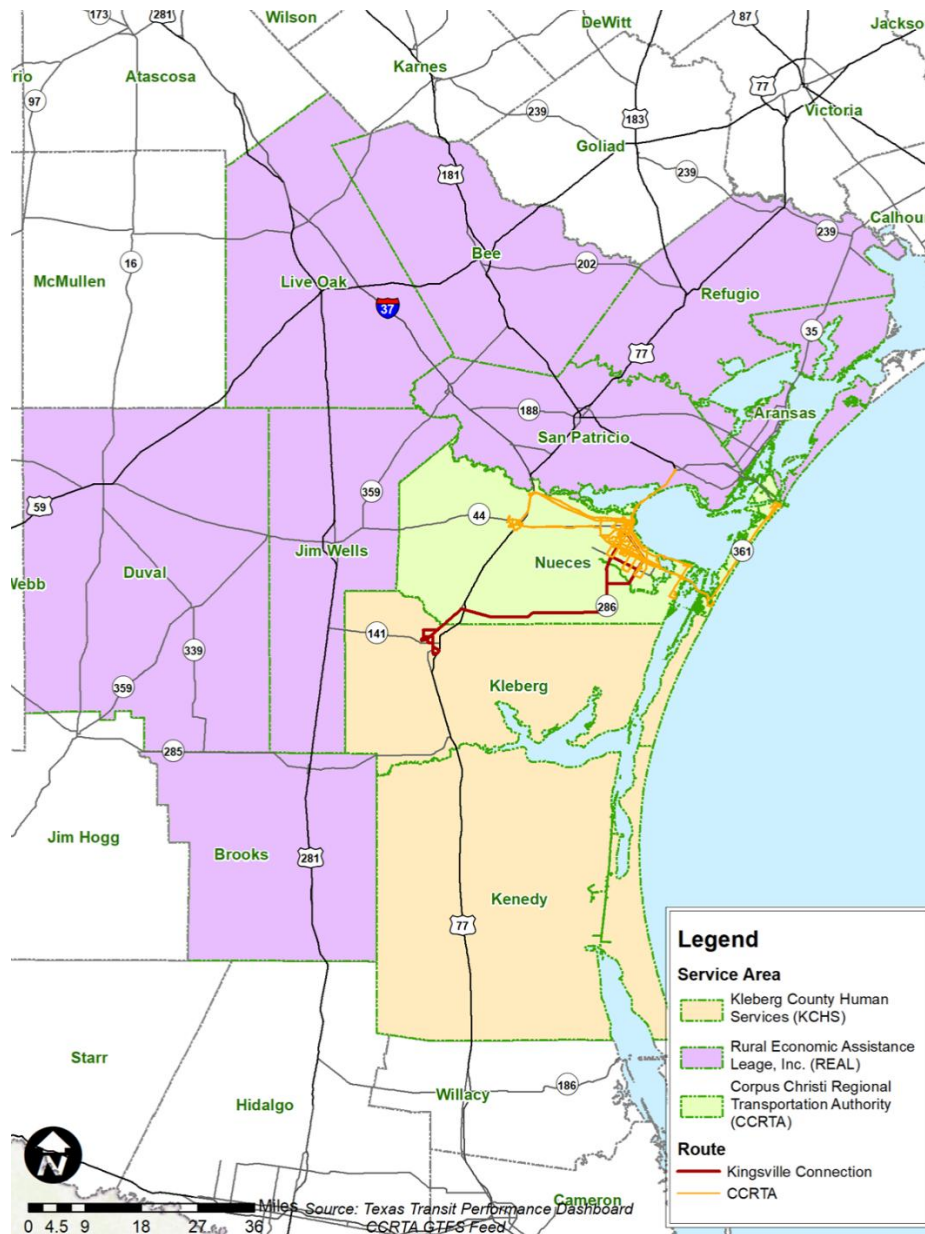 Wilson
DeWitt
Jackso
173
281
87
Atascosa
Karnes
rio
77
97
239
183
Victoria
Goliad
181
239
Calhoun
239
Bee
16
202
McMullen
Live Oak
Refugio
37
35
77
188
Aransas
San Patricio
359
59
44
361
Jim Wells
Nueces
Webb
Duval
286
141
339
Kleberg
359
285
Jim Hogg
Brooks
281
Kenedy
77
Starr
186
Willacy
Hidalgo
Cameron
Legend
Service Area
Kleberg County Human
Services (KCHS)
Rural Economic Assistance
Leage, Inc. (REAL)
Corpus Christi Regional
Transportation Authority
(CCRTA)
Route
Kingsville Connection
CCRTA
N
Miles
0 4.5 9 18 27 36
Source: Texas Transit Performance Dashboard
CCRTA GTFS Feed